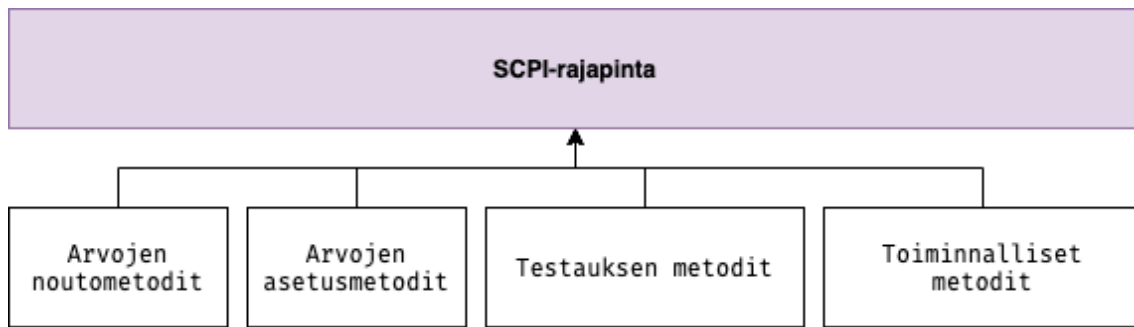 SCPI-rajapinta
Arvojen
noutometodit
Arvojen
asetusmetodit
Testauksen metodit
Toiminnalliset
metodit